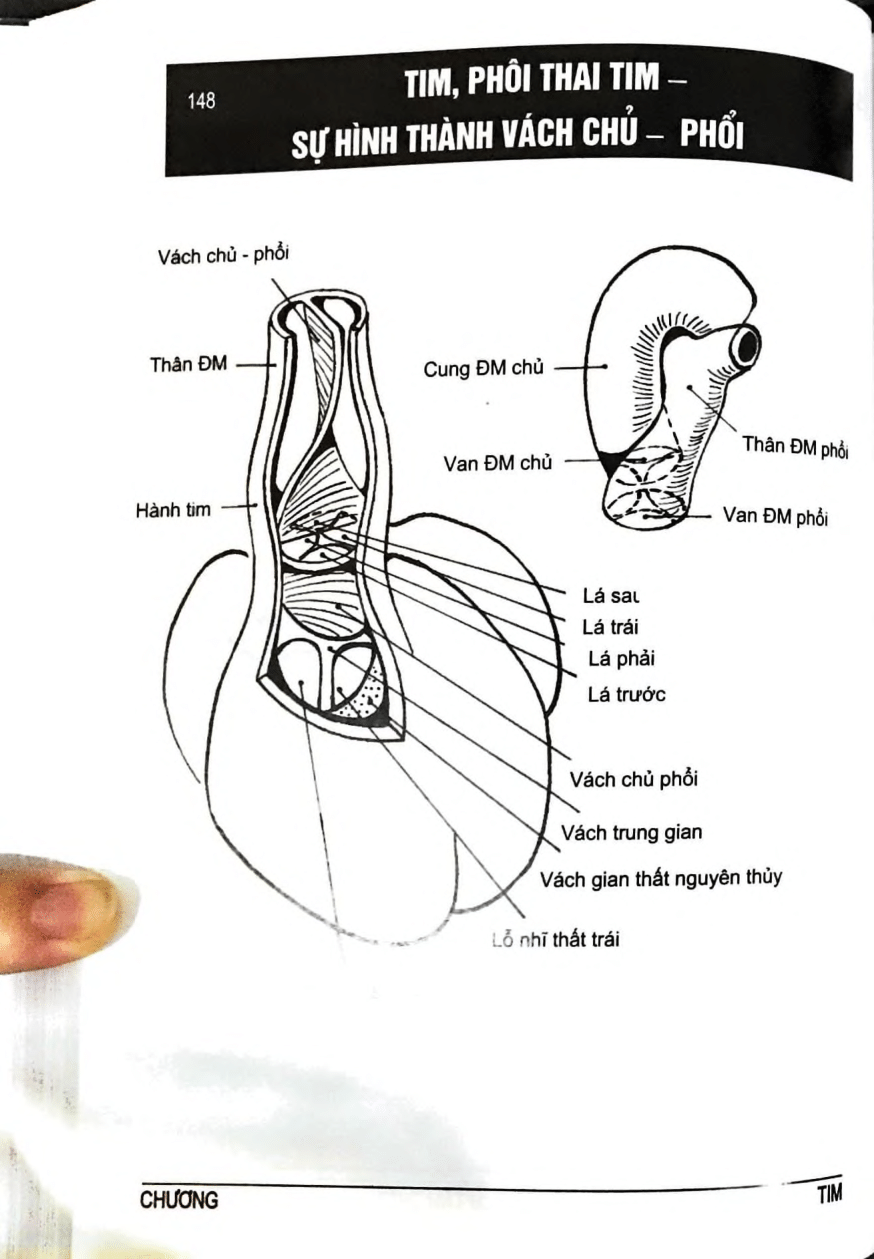 148
TIM, PHÔI THAI TIM –
SỰ HÌNH THÀNH VÁCH CHỦ – PHỔI
Vách chủ - phổi
Thân ĐM
Hành tim
Cung ĐM chủ
Van ĐM chủ
Thân ĐM phổi
Van ĐM phổi
Lá sau
Lá trái
Lá phải
Lá trước
Vách chủ phổi
Vách trung gian
Vách gian thất nguyên thủy
Lỗ nhĩ thất trái
CHƯƠNG
TIM